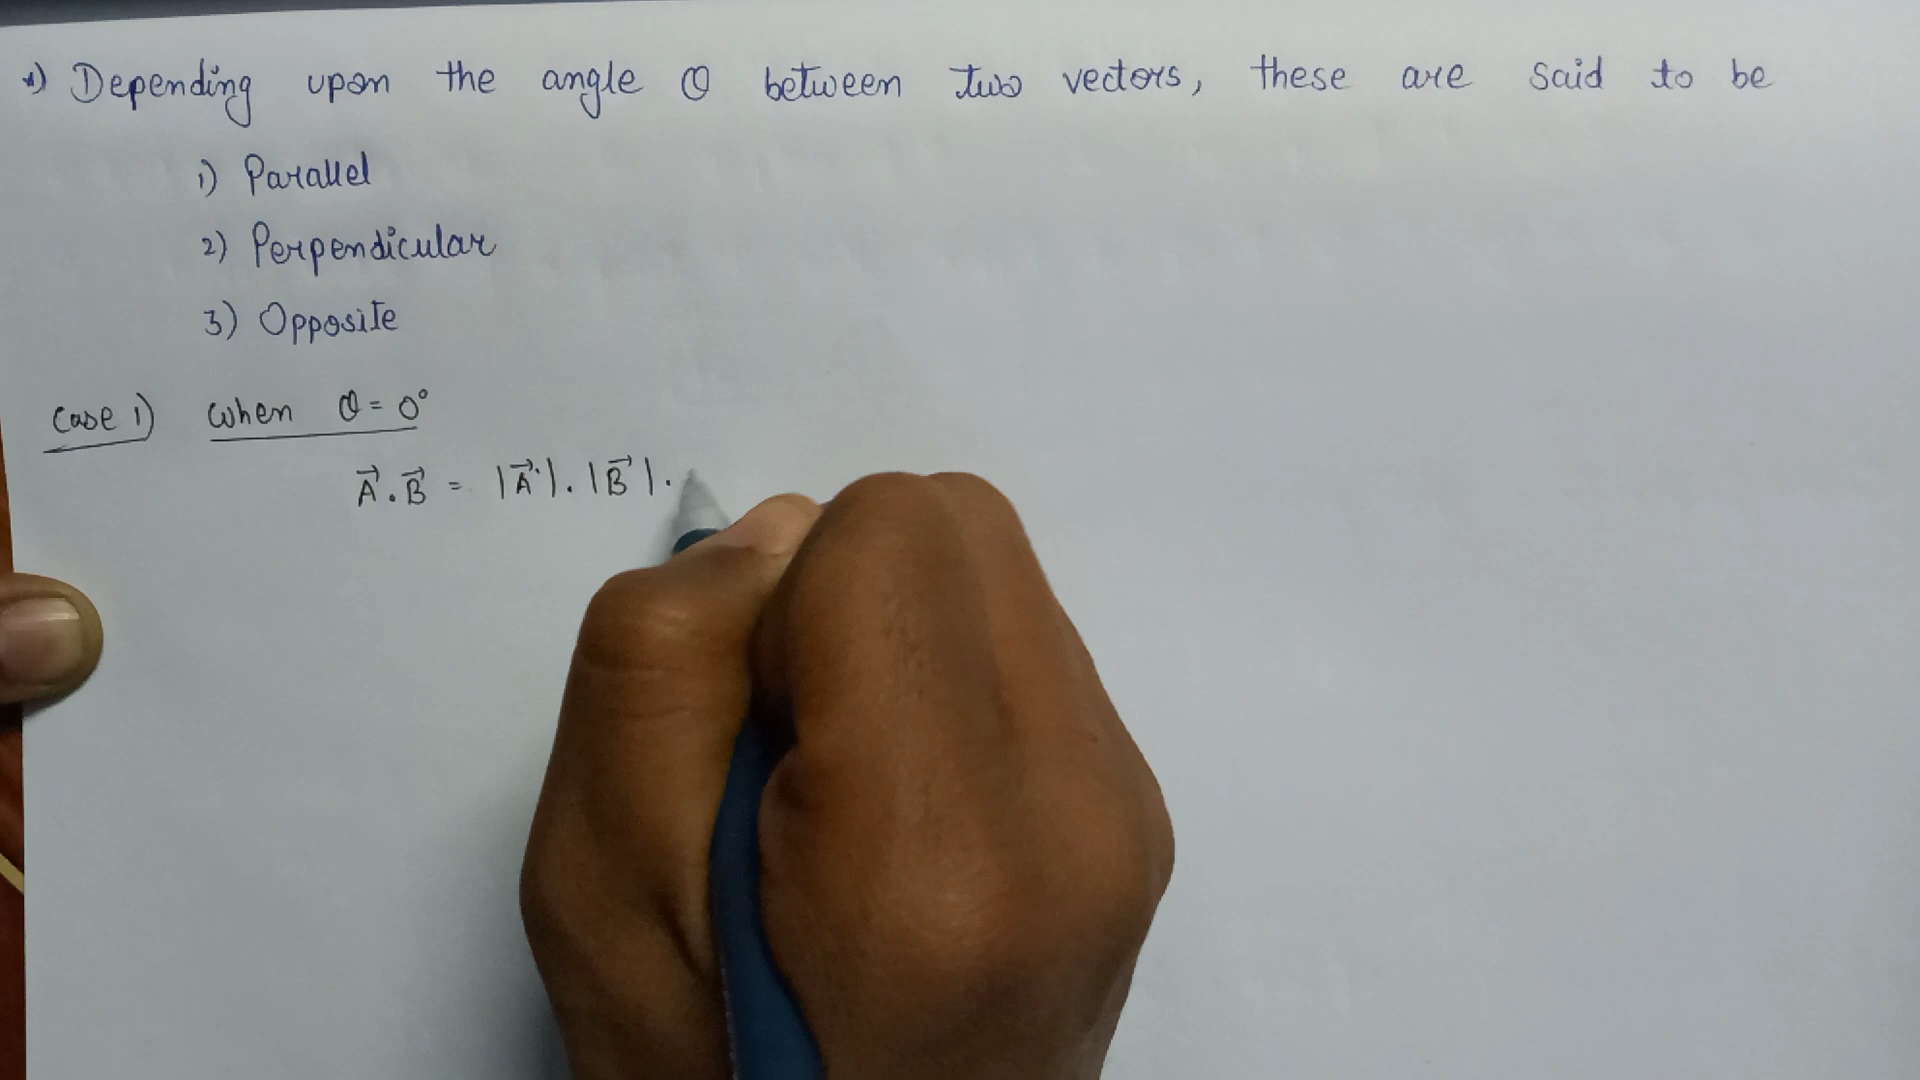 *) Depending upon the angle θ between two vectors, these are said to be
1) Parallel
2) Perpendicular
3) Opposite
Case 1) When θ = 0°
A⃗ . B⃗ = |A⃗| . |B⃗| .